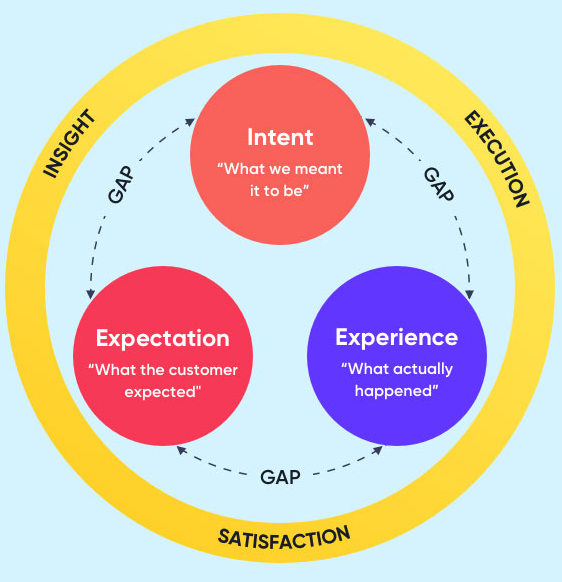 INSIGHT
EXECUTION
Intent
“What we meant
it to be”
GAP
GAP
Expectation
“What the customer
expected"
Experience
“What actually
happened”
GAP
SATISFACTION